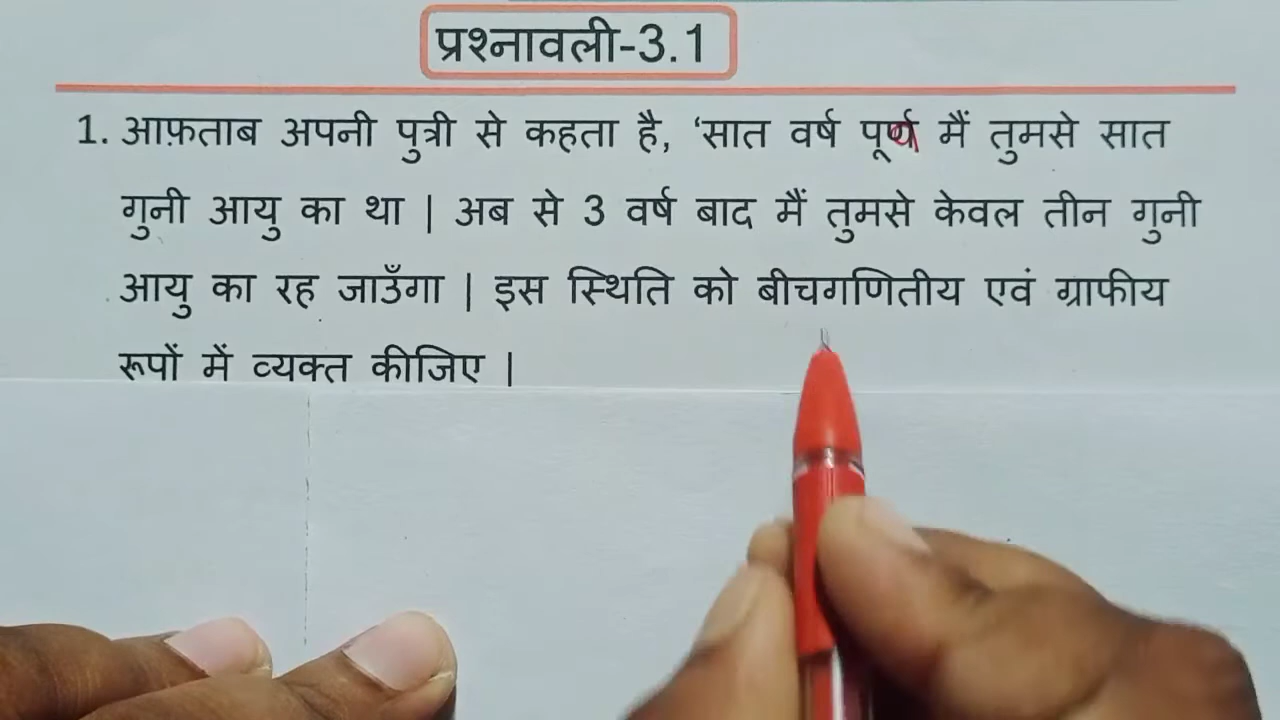 प्रश्नावली-3.1
1. आफ़ताब अपनी पुत्री से कहता है, ‘सात वर्ष पूर्व मैं तुमसे सात
गुनी आयु का था | अब से 3 वर्ष बाद मैं तुमसे केवल तीन गुनी
आयु का रह जाउँगा | इस स्थिति को बीचगणितीय एवं ग्राफीय
रूपों में व्यक्त कीजिए |